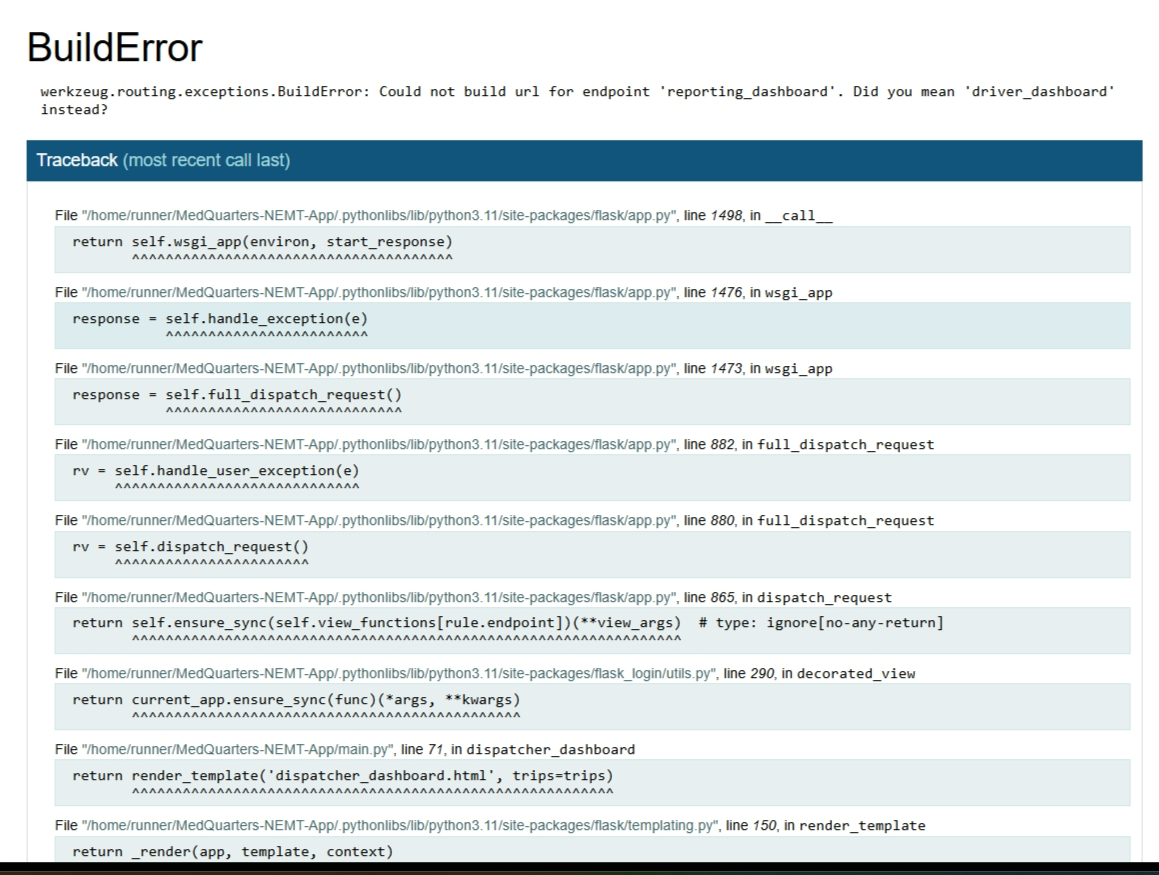 BuildError
werkzeug.routing.exceptions.BuildError: Could not build url for endpoint 'reporting_dashboard'. Did you mean 'driver_dashboard'
instead?
Traceback (most recent call last)
File "/home/runner/MedQuarters-NEMT-App/.pythonlibs/lib/python3.11/site-packages/flask/app.py", line 1498, in __call__
return self.wsgi_app(environ, start_response)
^^^^^^^^^^^^^^^^^^^^^^^^^^^^^^^^^^^^^^
File "/home/runner/MedQuarters-NEMT-App/.pythonlibs/lib/python3.11/site-packages/flask/app.py", line 1476, in wsgi_app
response = self.handle_exception(e)
^^^^^^^^^^^^^^^^^^^^^^^^
File "/home/runner/MedQuarters-NEMT-App/.pythonlibs/lib/python3.11/site-packages/flask/app.py", line 1473, in wsgi_app
response = self.full_dispatch_request()
^^^^^^^^^^^^^^^^^^^^^^^^^^^^
File "/home/runner/MedQuarters-NEMT-App/.pythonlibs/lib/python3.11/site-packages/flask/app.py", line 882, in full_dispatch_request
rv = self.handle_user_exception(e)
^^^^^^^^^^^^^^^^^^^^^^^^^^^^^
File "/home/runner/MedQuarters-NEMT-App/.pythonlibs/lib/python3.11/site-packages/flask/app.py", line 880, in full_dispatch_request
rv = self.dispatch_request()
^^^^^^^^^^^^^^^^^^^^^^^
File "/home/runner/MedQuarters-NEMT-App/.pythonlibs/lib/python3.11/site-packages/flask/app.py", line 865, in dispatch_request
return self.ensure_sync(self.view_functions[rule.endpoint])(**view_args)  # type: ignore[no-any-return]
^^^^^^^^^^^^^^^^^^^^^^^^^^^^^^^^^^^^^^^^^^^^^^^^^^^^^^^^^^^^^^^^^
File "/home/runner/MedQuarters-NEMT-App/.pythonlibs/lib/python3.11/site-packages/flask_login/utils.py", line 290, in decorated_view
return current_app.ensure_sync(func)(*args, **kwargs)
^^^^^^^^^^^^^^^^^^^^^^^^^^^^^^^^^^^^^^^^^^^^^^
File "/home/runner/MedQuarters-NEMT-App/main.py", line 71, in dispatcher_dashboard
return render_template('dispatcher_dashboard.html', trips=trips)
^^^^^^^^^^^^^^^^^^^^^^^^^^^^^^^^^^^^^^^^^^^^^^^^^^^^^^^^^
File "/home/runner/MedQuarters-NEMT-App/.pythonlibs/lib/python3.11/site-packages/flask/templating.py", line 150, in render_template
return _render(app, template, context)